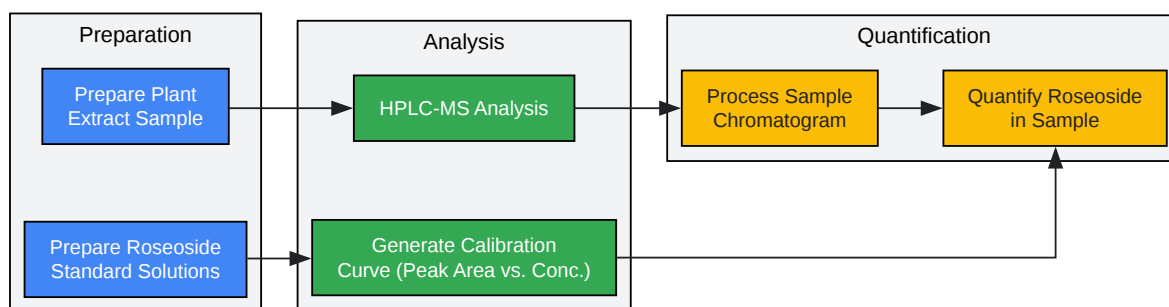 Preparation
Prepare Plant
Extract Sample
Prepare Roseoside
Standard Solutions
Analysis
HPLC-MS Analysis
Generate Calibration
Curve (Peak Area vs. Conc.)
Quantification
Process Sample
Chromatogram
Quantify Roseoside
in Sample